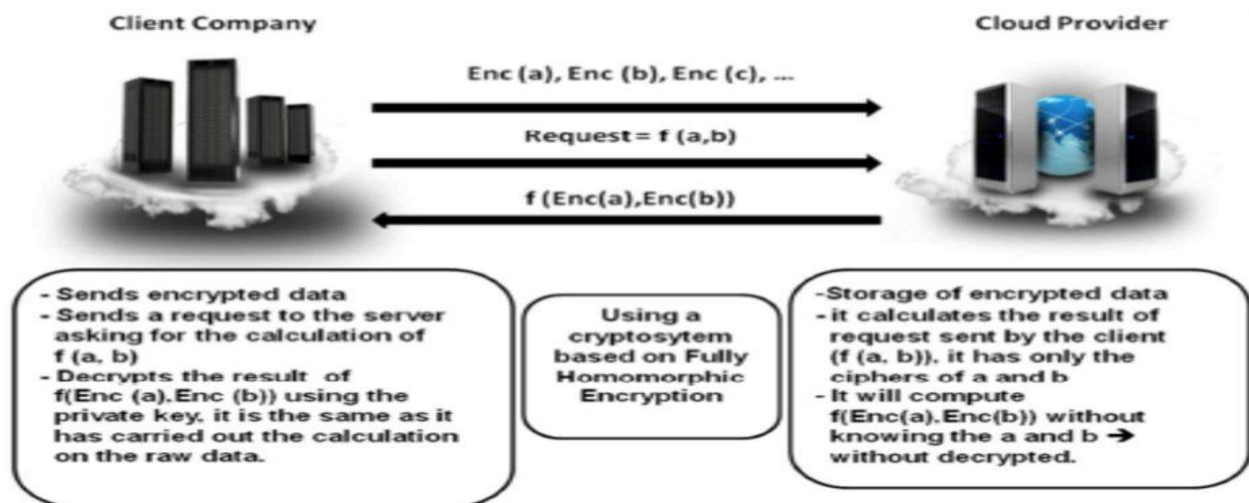 Client Company
Cloud Provider
Enc (a), Enc (b), Enc (c), ...
Request = f (a,b)
f (Enc(a),Enc(b))
- Sends encrypted data
- Sends a request to the server
asking for the calculation of
f (a, b)
- Decrypts the result of
f(Enc (a),Enc (b)) using the
private key, it is the same as it
has carried out the calculation
on the raw data.
Using a
cryptosytem
based on Fully
Homomorphic
Encryption
-Storage of encrypted data
- it calculates the result of
request sent by the client
(f (a, b)), it has only the
ciphers of a and b
- It will compute
f(Enc(a),Enc(b)) without
knowing the a and b ➔
without decrypted.